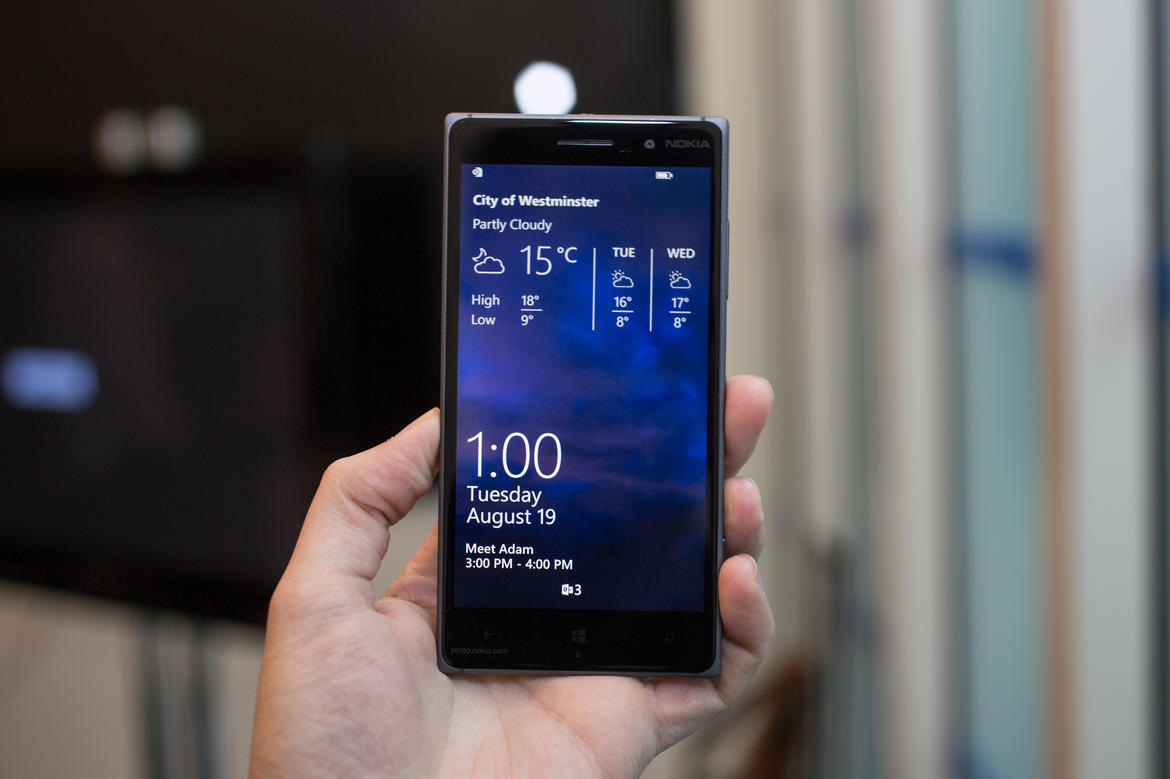 NOKIA
City of Westminster
Partly Cloudy
15°C
High 18°
Low 9°
TUE
16°
8°
WED
17°
8°
1:00
Tuesday
August 19
Meet Adam
3:00 PM - 4:00 PM
3
proto.nokia.com